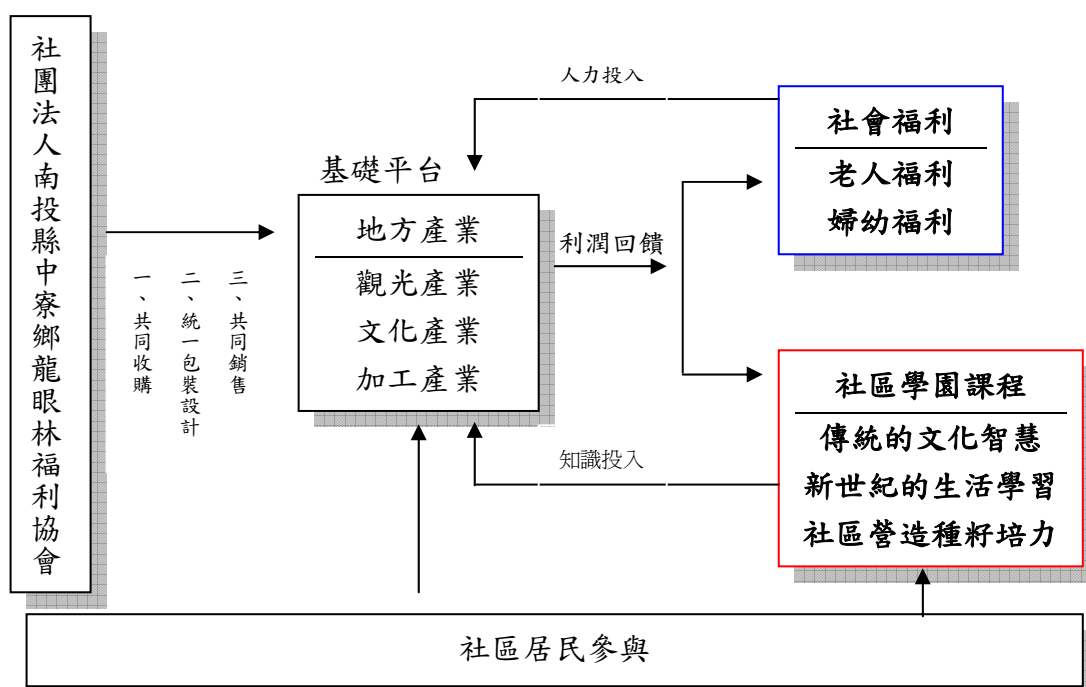 社團法人南投縣中寮鄉龍眼林福利協會
一、共同收購
二、統一包裝設計
三、共同銷售
基礎平台
地方產業
觀光產業
文化產業
加工產業
人力投入
利潤回饋
知識投入
社會福利
老人福利
婦幼福利
社區學園課程
傳統的文化智慧
新世紀的生活學習
社區營造種籽培力
社區居民參與